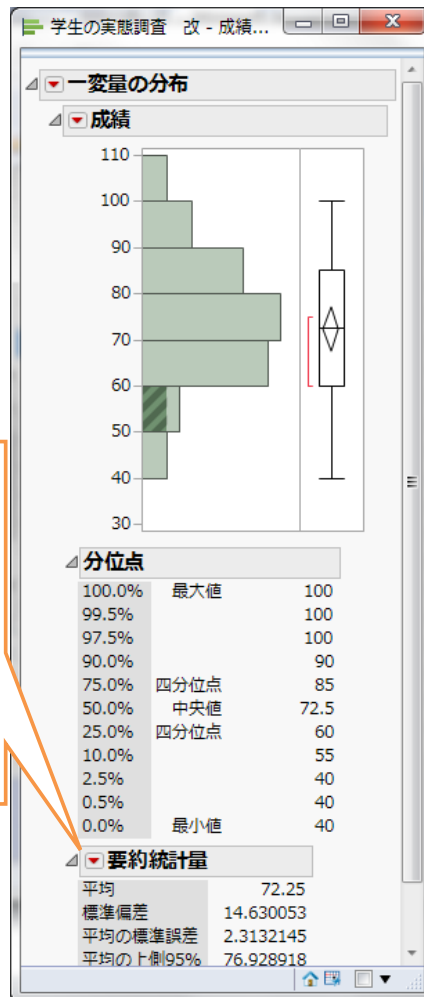 学生の実態調査　改 - 成績...
一変量の分布
成績
110
100
90
80
70
60
50
40
30
分位点
100.0% 最大値 100
99.5% 100
97.5% 100
90.0% 90
75.0% 四分位点 85
50.0% 中央値 72.5
25.0% 四分位点 60
10.0% 55
2.5% 40
0.5% 40
0.0% 最小値 40
要約統計量
平均 72.25
標準偏差 14.630053
平均の標準誤差 2.3132145
平均の上側95% 76.928918